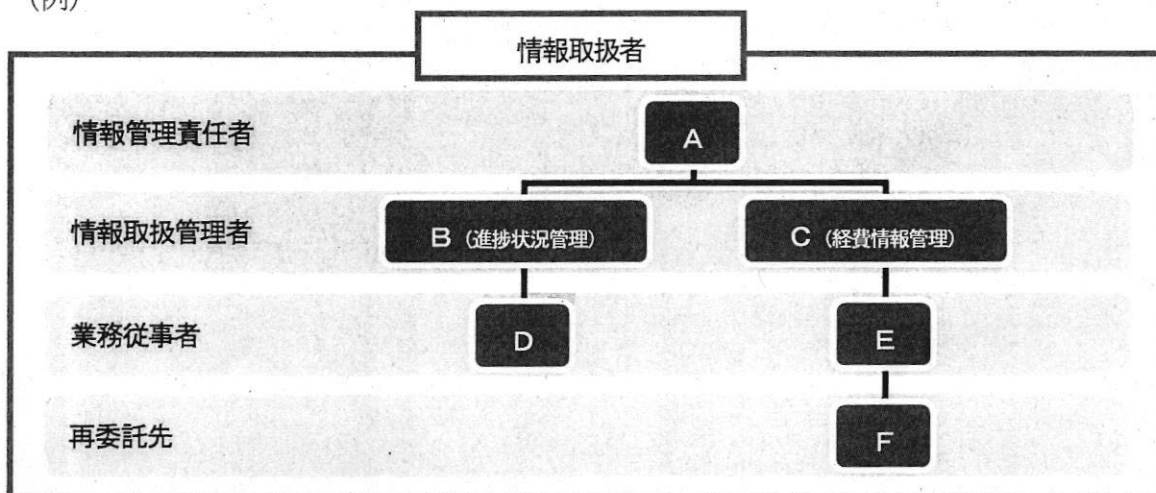 (例)
情報取扱者
情報管理責任者
A
情報取扱管理者
B（進捗状況管理）
C（経費情報管理）
業務従事者
D
E
再委託先
F